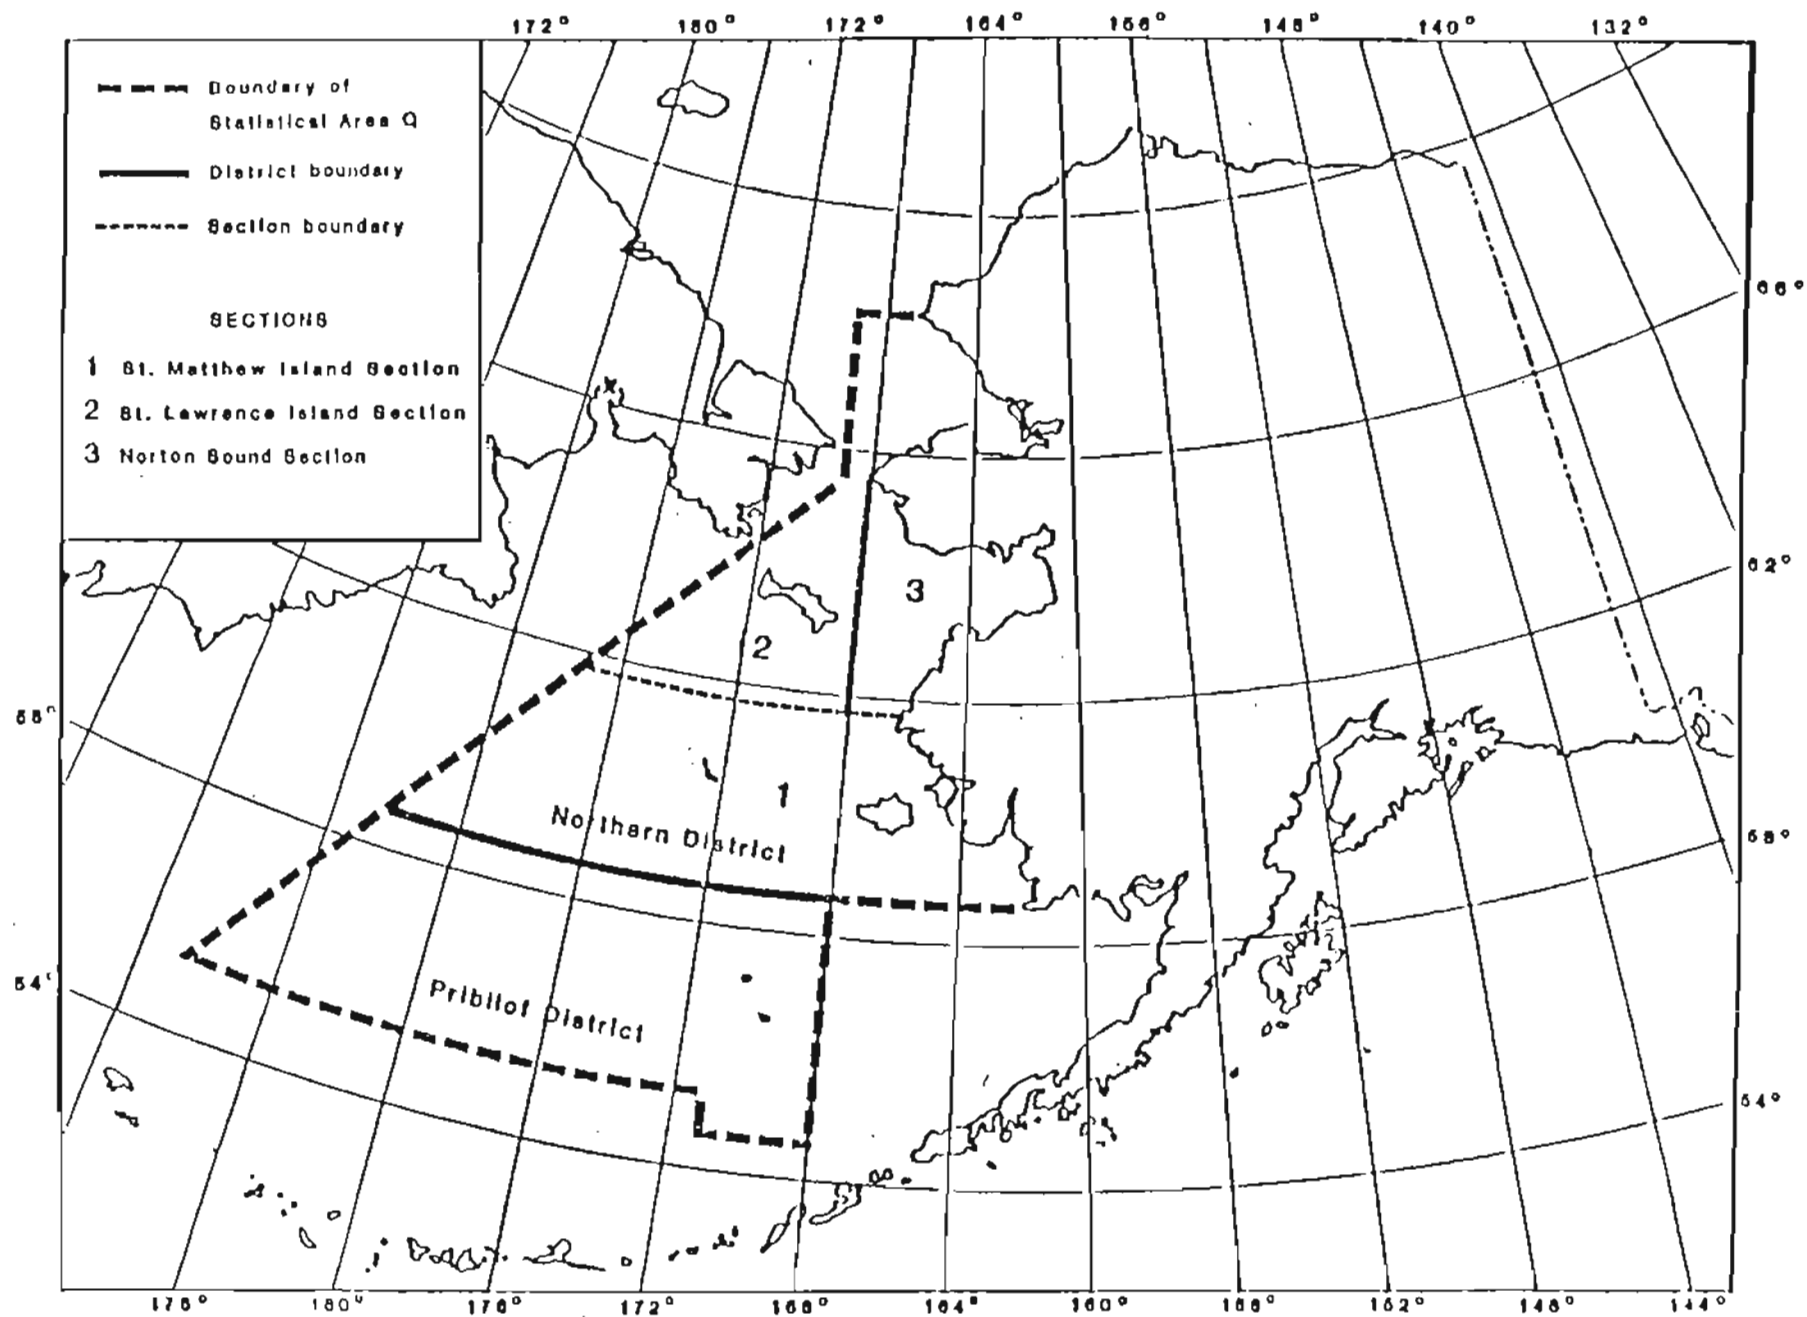 172° 180° 172° 164° 156° 148° 140° 132°
Boundary of
Statistical Area Q
District boundary
Section boundary
SECTIONS
1 St. Matthew Island Section
2 St. Lawrence Island Section
3 Norton Sound Section
66°
62°
3
2
58°
1
Northern District
58°
54°
Pribilof District
54°
176° 180° 176° 172° 168° 164° 160° 156° 152° 148° 144°